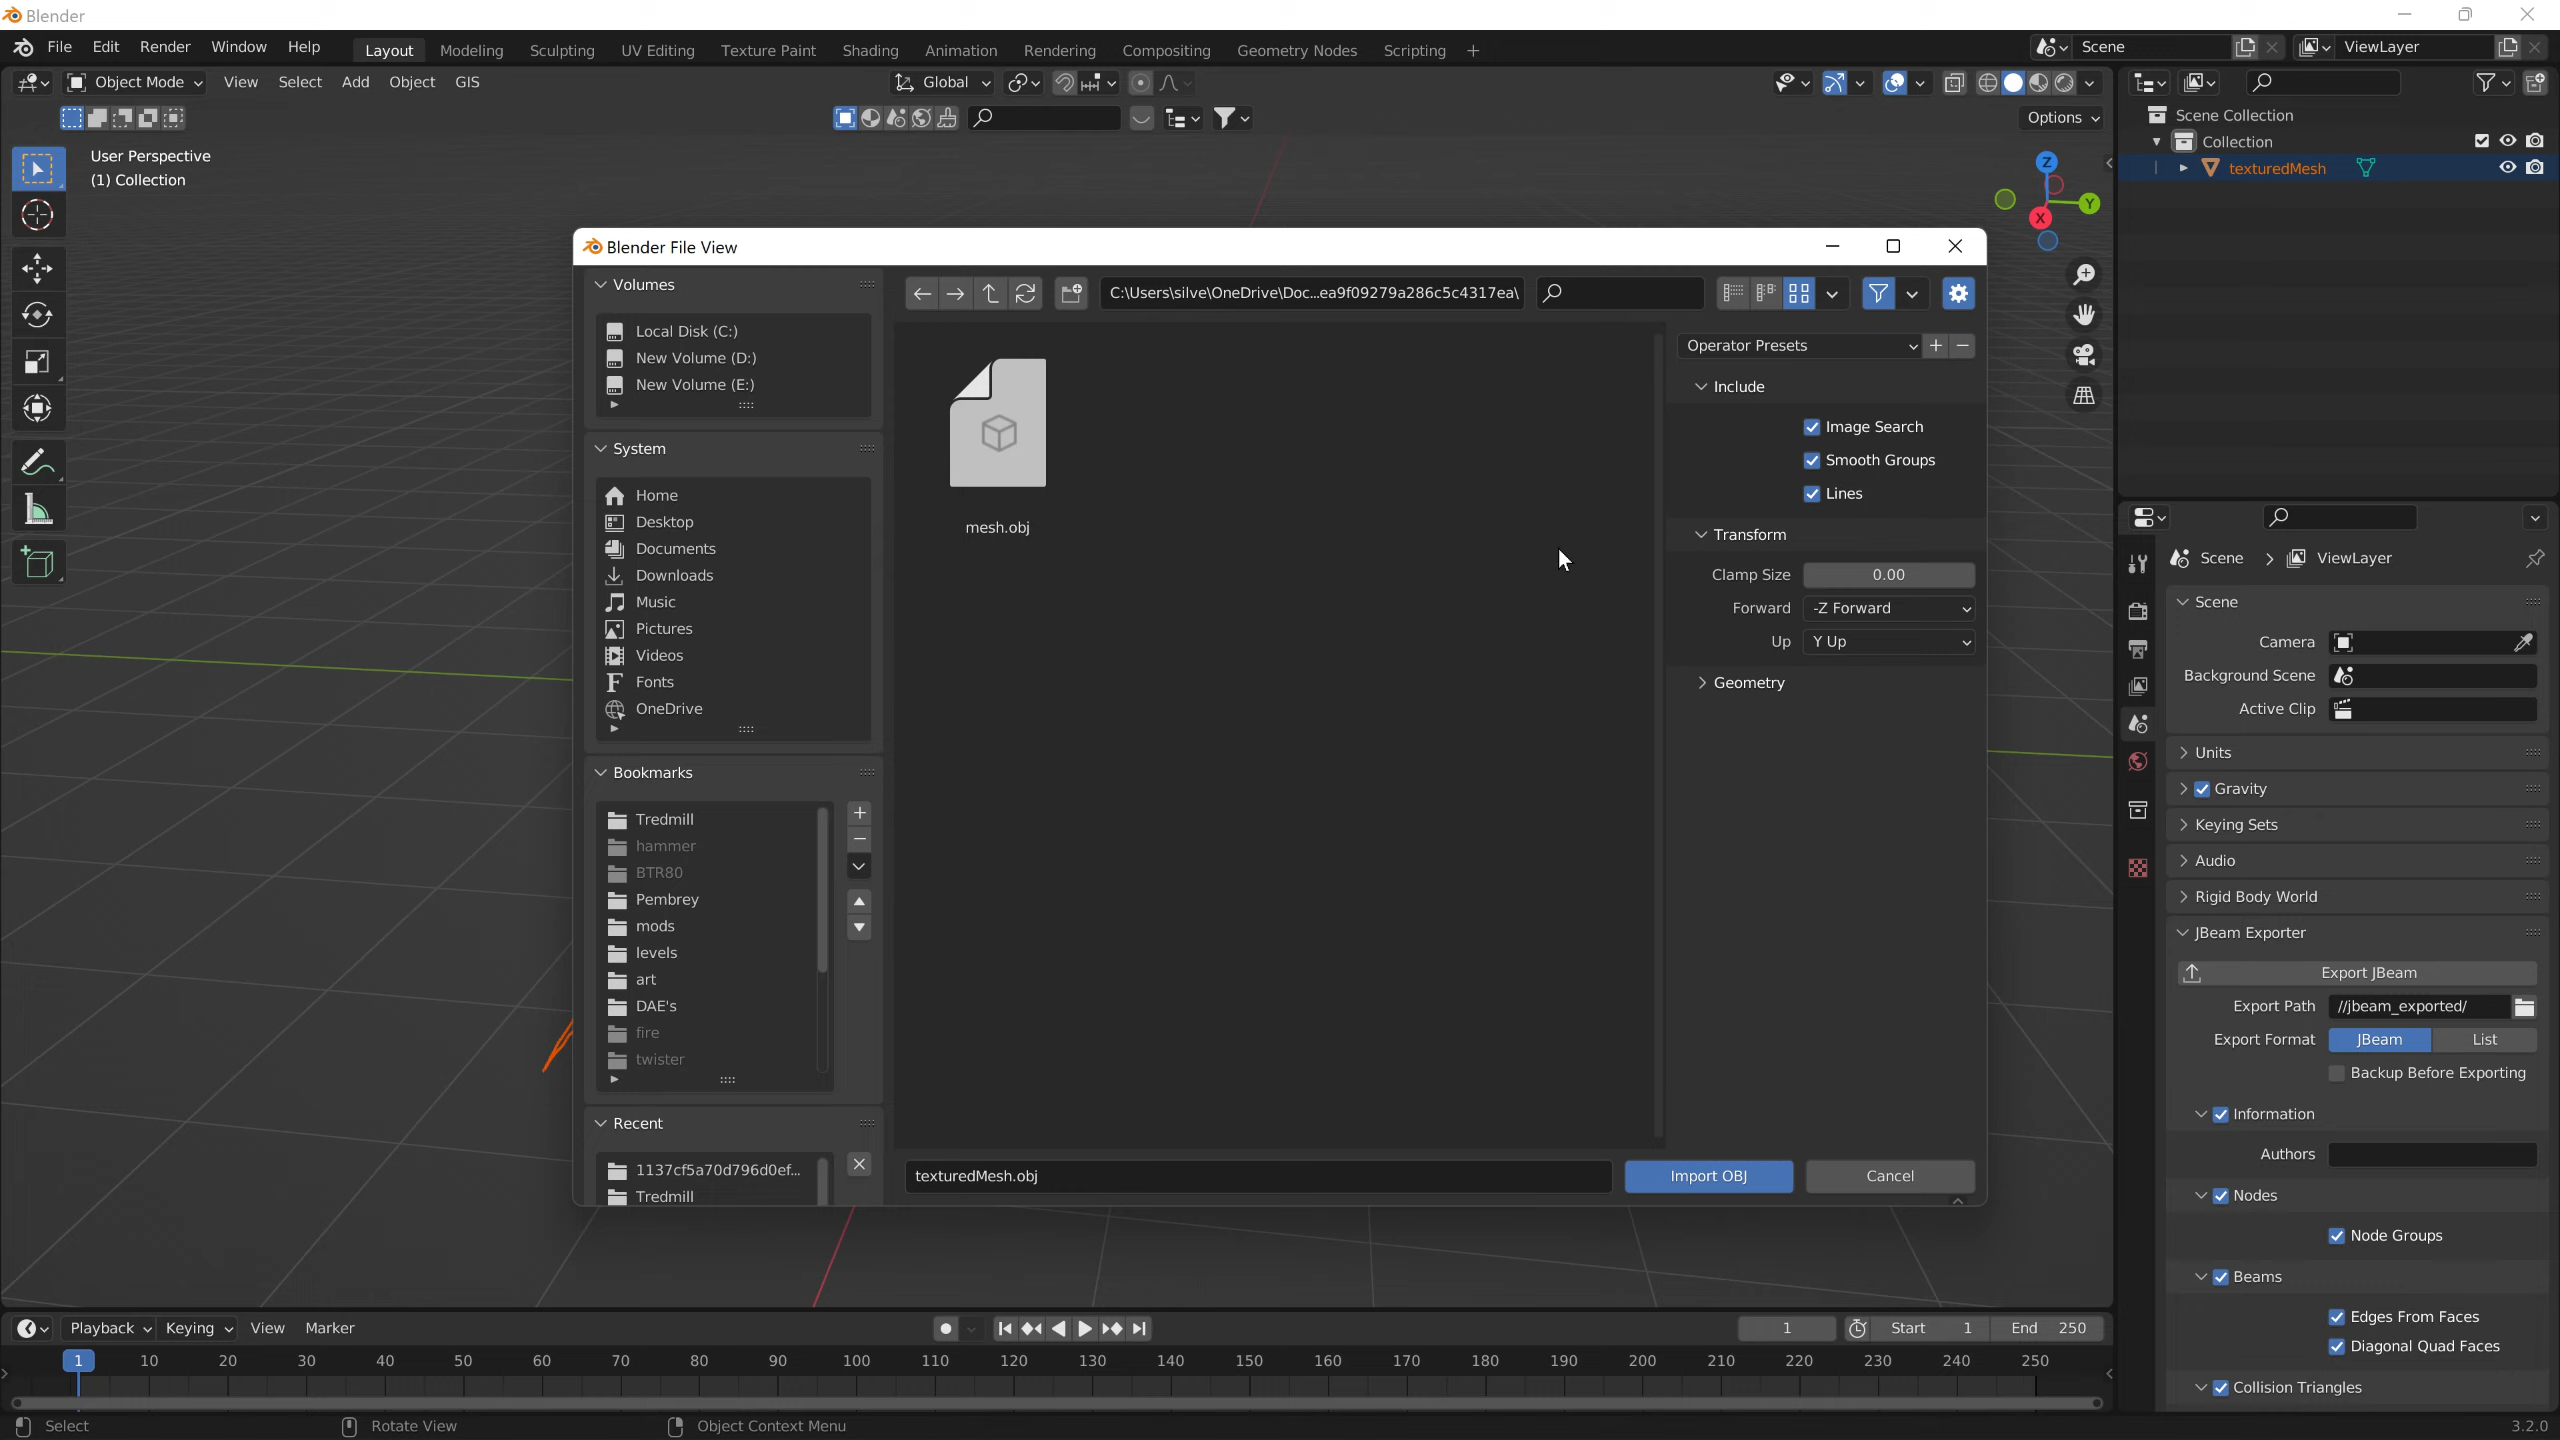 Blender
File Edit Render Window Help Layout Modeling Sculpting UV Editing Texture Paint Shading Animation Rendering Compositing Geometry Nodes Scripting + Scene ViewLayer
Object Mode View Select Add Object GIS Global
Options
User Perspective
(1) Collection
Z
Y
X
Scene Collection
Collection
texturedMesh
Blender File View
Volumes
Local Disk (C:)
New Volume (D:)
New Volume (E:)
System
Home
Desktop
Documents
Downloads
Music
Pictures
Videos
Fonts
OneDrive
Bookmarks
Tredmill
hammer
BTR80
Pembrey
mods
levels
art
DAE's
fire
twister
Recent
1137cf5a70d796d0ef...
Tredmill
C:\Users\silve\OneDrive\Doc...ea9f09279a286c5c4317ea\
mesh.obj
Operator Presets
Include
Image Search
Smooth Groups
Lines
Transform
Clamp Size 0.00
Forward -Z Forward
Up Y Up
Geometry
texturedMesh.obj
Import OBJ
Cancel
Scene > ViewLayer
Scene
Camera
Background Scene
Active Clip
Units
Gravity
Keying Sets
Audio
Rigid Body World
JBeam Exporter
Export JBeam
Export Path //jbeam_exported/
Export Format JBeam List
Backup Before Exporting
Information
Authors
Nodes
Node Groups
Beams
Edges From Faces
Diagonal Quad Faces
Collision Triangles
Playback Keying View Marker 1 Start 1 End 250
1 10 20 30 40 50 60 70 80 90 100 110 120 130 140 150 160 170 180 190 200 210 220 230 240 250
Select Rotate View Object Context Menu 3.2.0